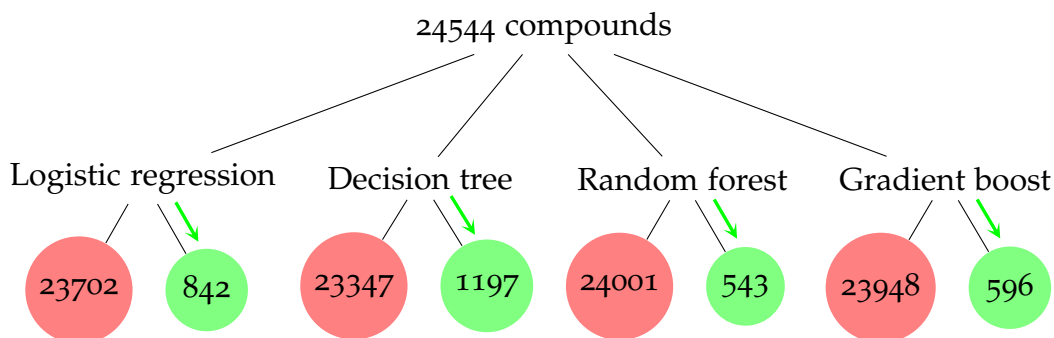 24544 compounds
Logistic regression Decision tree Random forest Gradient boost
23702 842 23347 1197 24001 543 23948 596